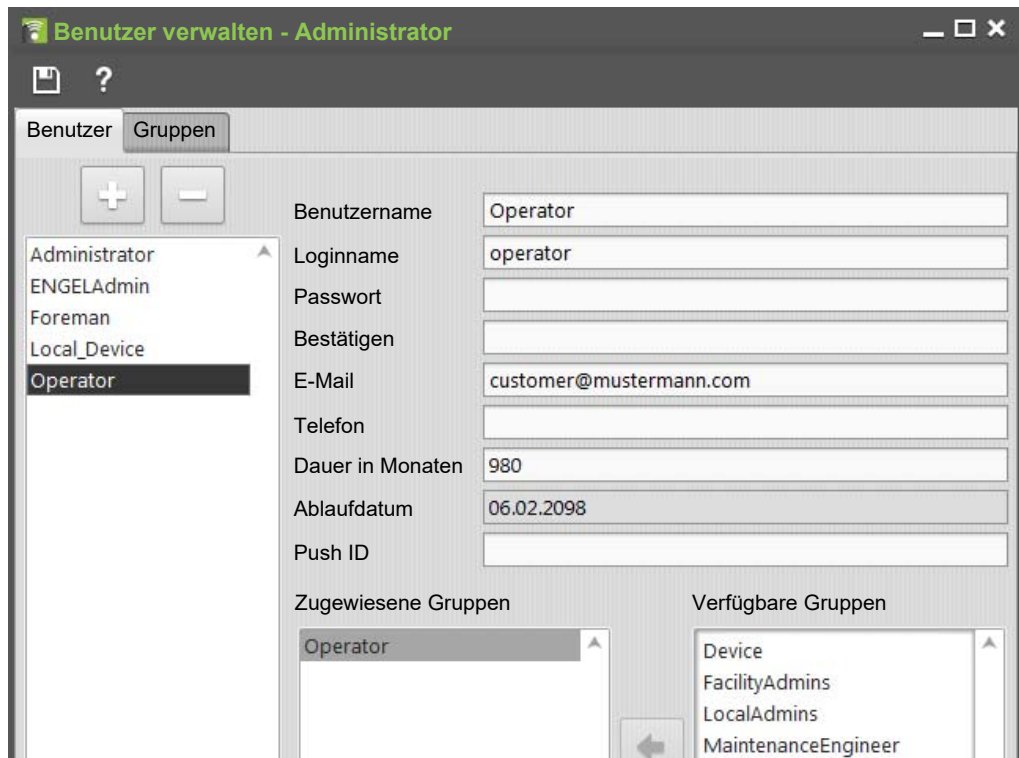 Benutzer verwalten - Administrator
?
Benutzer Gruppen
Administrator
ENGELAdmin
Foreman
Local_Device
Operator
Benutzername Operator
Loginname operator
Passwort
Bestätigen
E-Mail customer@mustermann.com
Telefon
Dauer in Monaten 980
Ablaufdatum 06.02.2098
Push ID
Zugewiesene Gruppen
Operator
Verfügbare Gruppen
Device
FacilityAdmins
LocalAdmins
MaintenanceEngineer